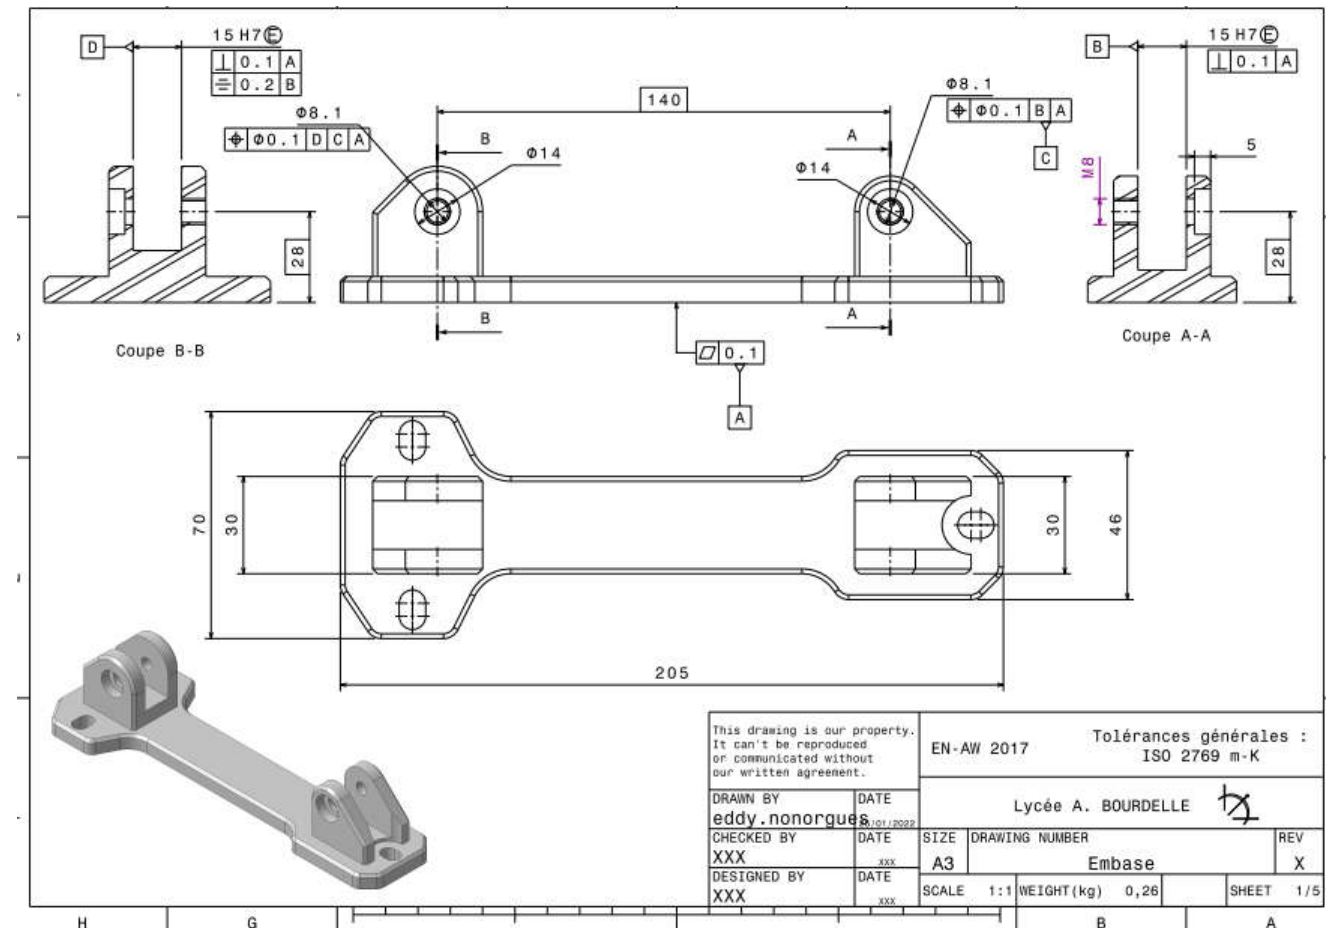 D
15 H7Ⓔ
⊥ 0.1 A
⌯ 0.2 B
Φ8.1
⌖ Φ0.1 D C A
28
Coupe B-B
140
B
Φ14
A
Φ14
Φ8.1
⌖ Φ0.1 B A
C
B
A
⏥ 0.1
A
B
15 H7Ⓔ
⊥ 0.1 A
5
M8
28
Coupe A-A
70
30
30
46
205
This drawing is our property.
It can't be reproduced
or communicated without
our written agreement.
EN-AW 2017
Tolérances générales :
ISO 2769 m-K
DRAWN BY
DATE
eddy.nonorgues
Lycée A. BOURDELLE
CHECKED BY
DATE
XXX
XXX
SIZE
DRAWING NUMBER
REV
A3
Embase
X
DESIGNED BY
DATE
XXX
XXX
SCALE 1:1
WEIGHT(kg) 0,26
SHEET 1/5
H
G
B
A